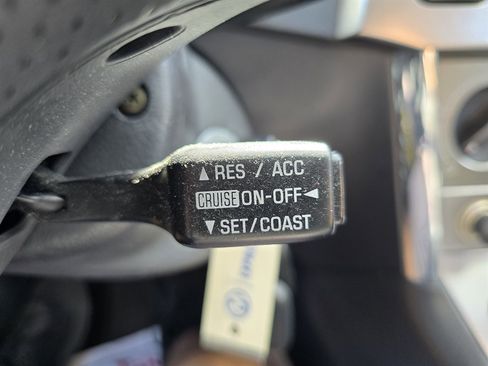 ▲ RES / ACC
CRUISE ON-OFF ◄
▼ SET/COAST